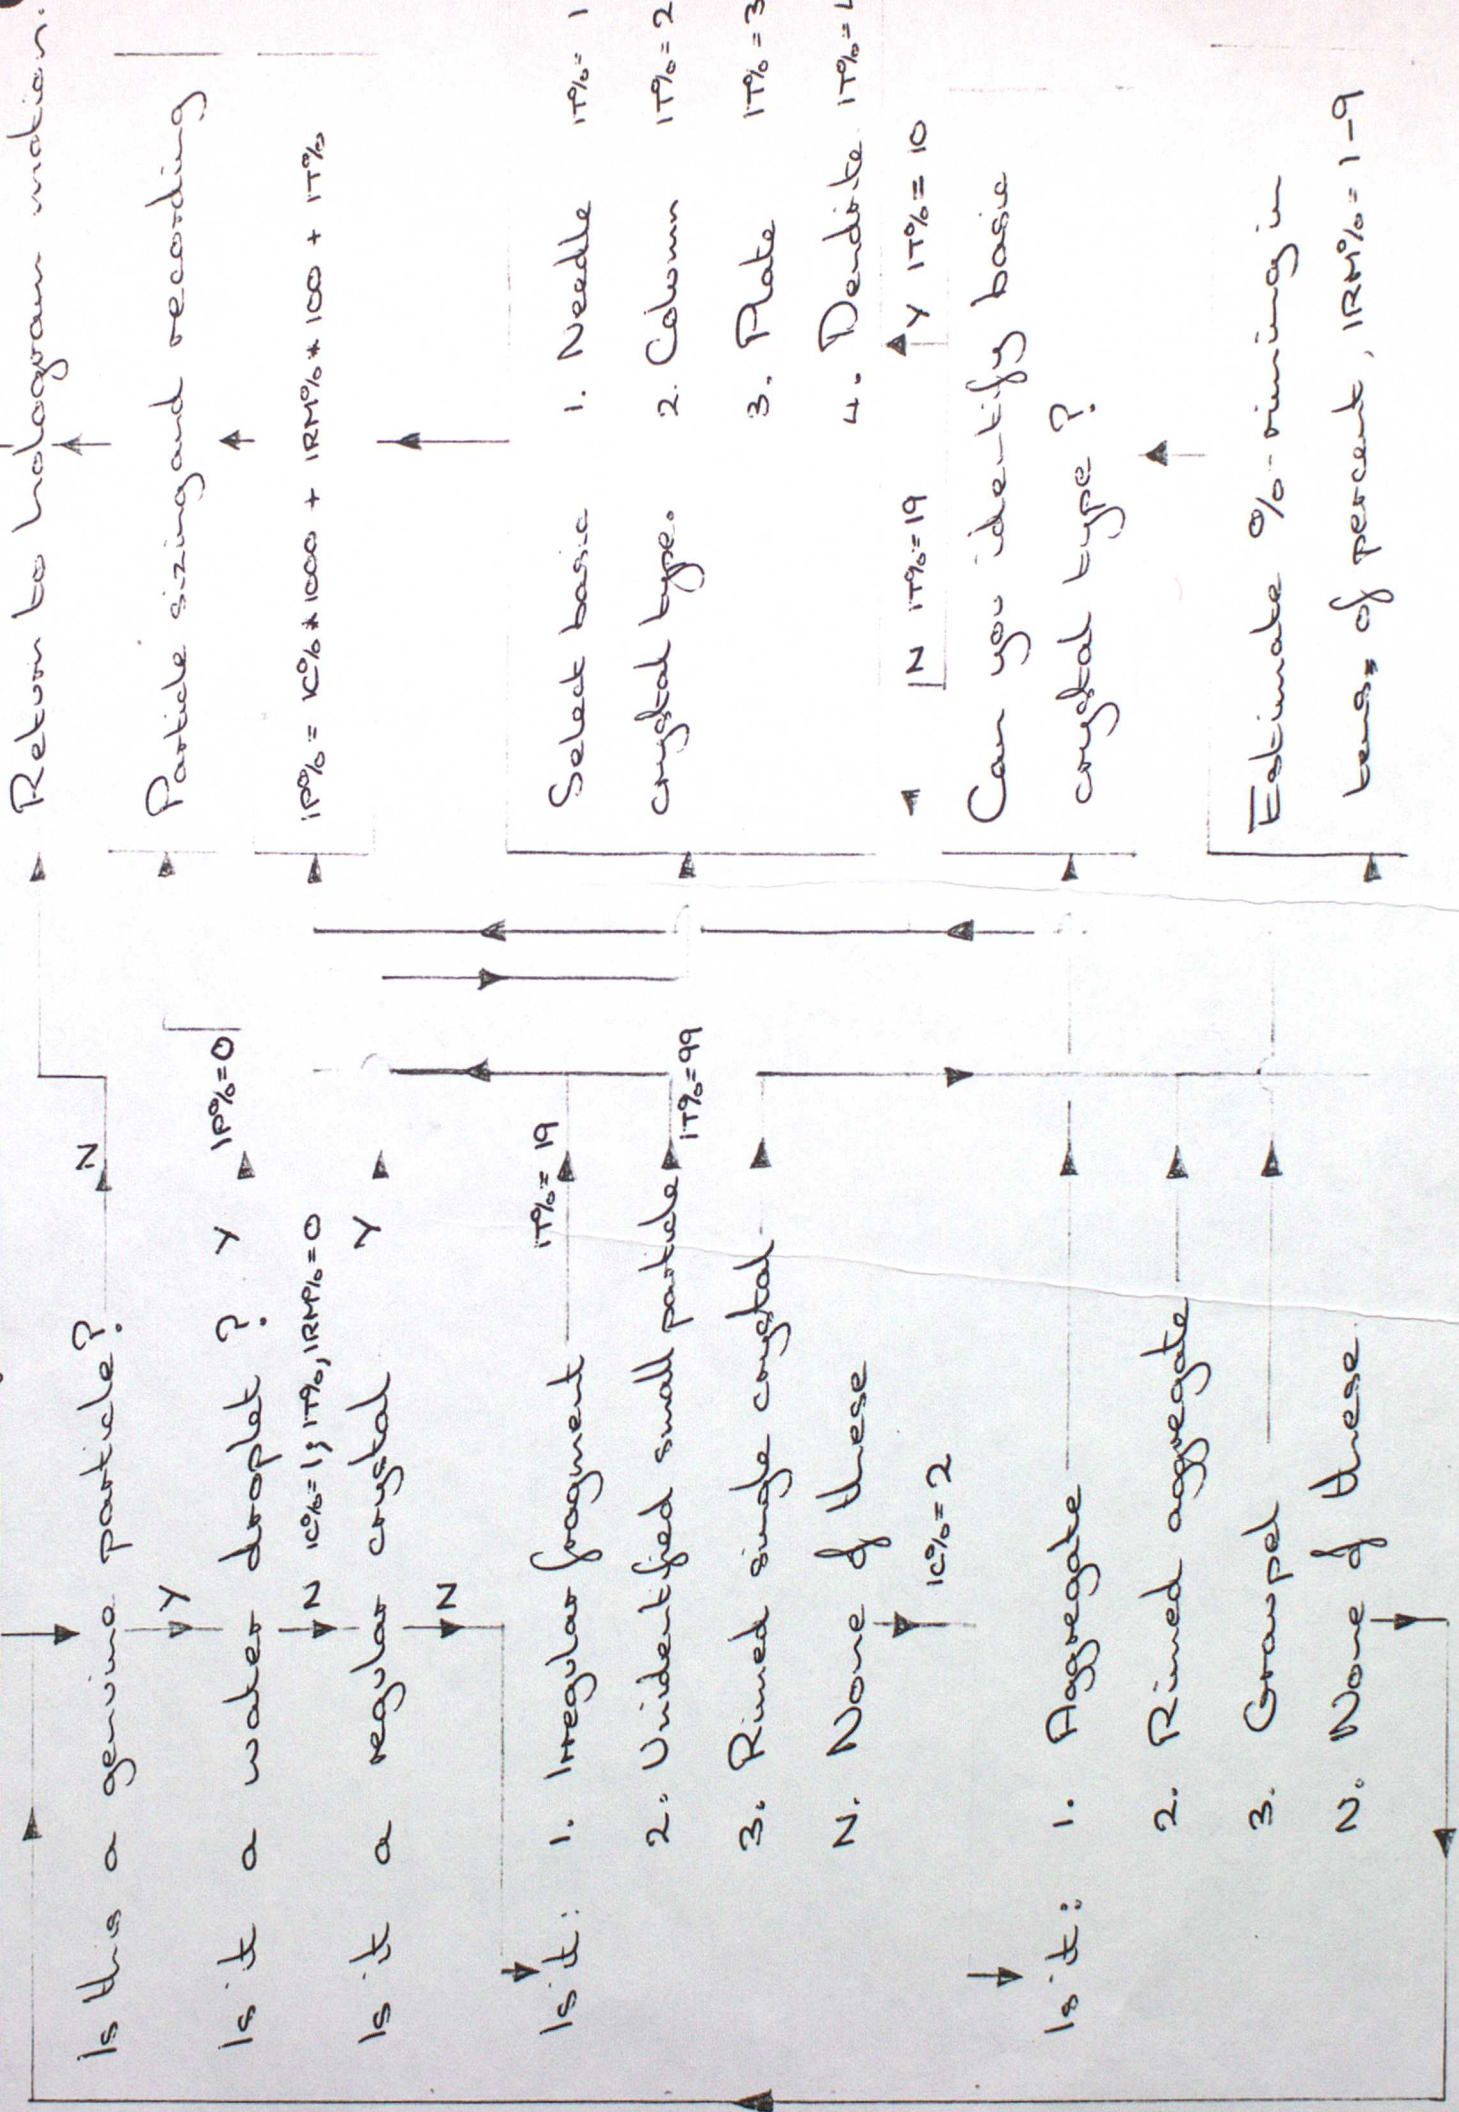 Is this a genuine particle? N
Y
Is it a water droplet? Y IP%=0
N IC%=1; IT%, IRM%=0
Is it a regular crystal Y
N
Is it: 1. Irregular fragment IT%=19
2. Unidentified small particle IT%=99
3. Rimed single crystal
N. None of these
IC%=2
Is it: 1. Aggregate
2. Rimed aggregate
3. Graupel
N. None of these
Return to hologram motion.
Particle sizing and recording
IP% = IC%*1000 + IRM%*100 + IT%
Select basic 1. Needle IT%=1
crystal type. 2. Column IT%=2
3. Plate IT%=3
4. Dendrite IT%=4
N IT%=19 Y IT%=10
Can you identify basic
crystal type?
Estimate %-riming in
tens of percent, IRM%=1-9